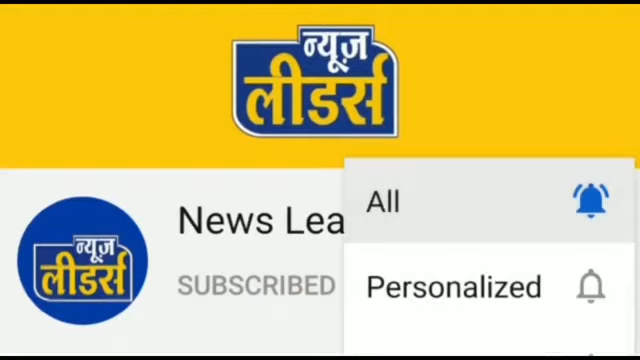 न्यूज़
लीडर्स
All
News Lea
न्यूज़
लीडर्स
SUBSCRIBED
Personalized